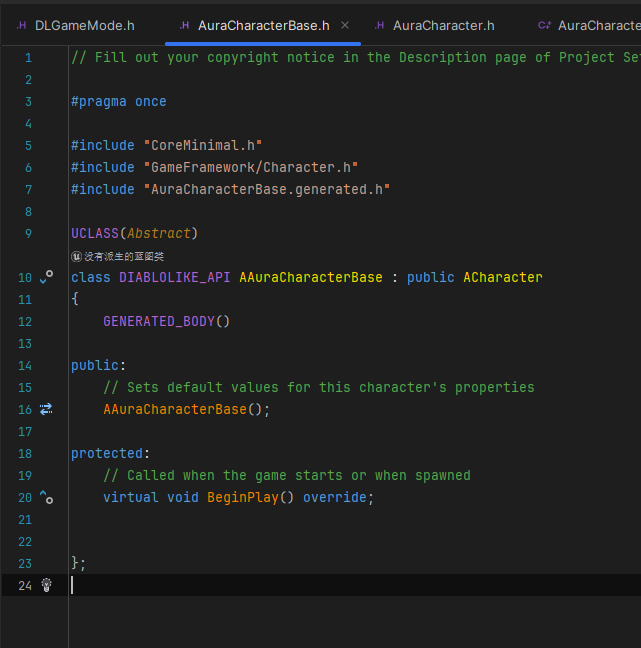 DLGameMode.h AuraCharacterBase.h AuraCharacter.h AuraCharacte
1 // Fill out your copyright notice in the Description page of Project Se
2
3 #pragma once
4
5 #include "CoreMinimal.h"
6 #include "GameFramework/Character.h"
7 #include "AuraCharacterBase.generated.h"
8
9 UCLASS(Abstract)
没有派生的蓝图类
10 class DIABLOLIKE_API AAuraCharacterBase : public ACharacter
11 {
12 GENERATED_BODY()
13
14 public:
15 // Sets default values for this character's properties
16 AAuraCharacterBase();
17
18 protected:
19 // Called when the game starts or when spawned
20 virtual void BeginPlay() override;
21
22
23 };
24